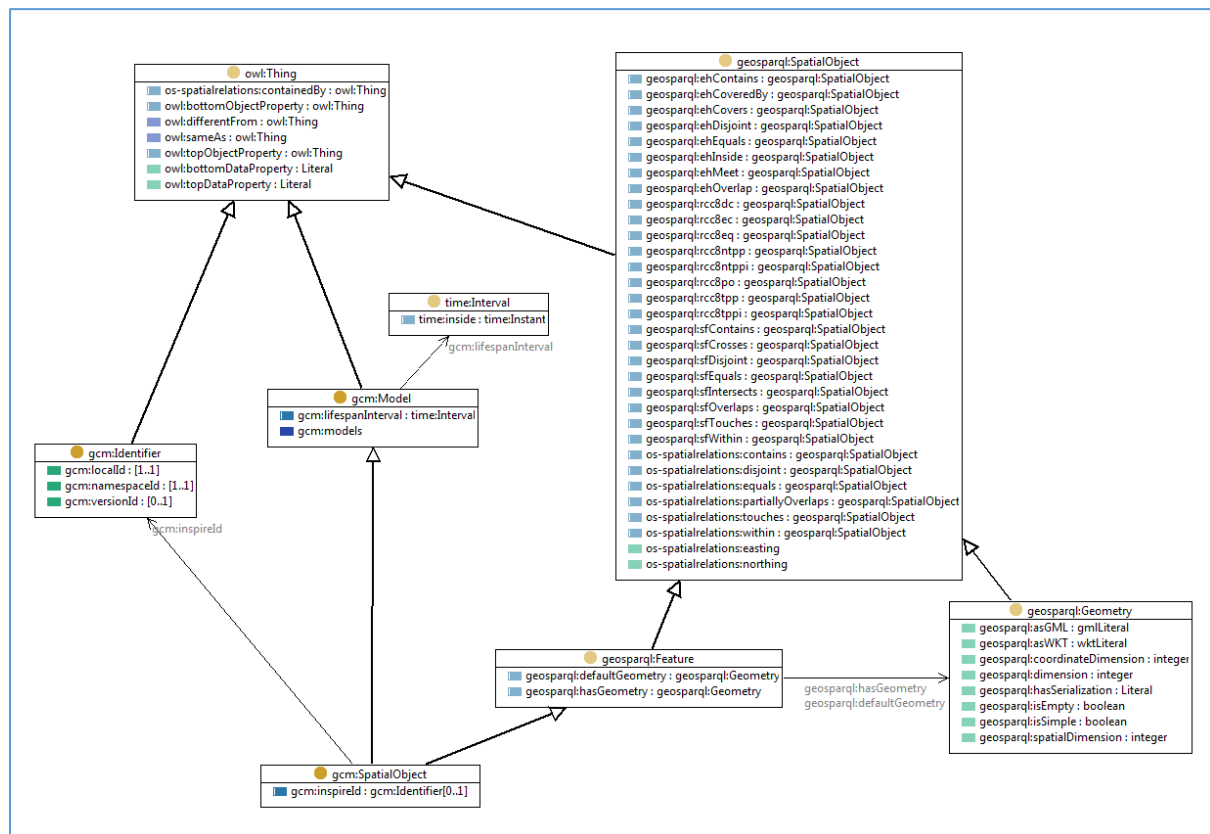 owl:Thing
os-spatialrelations:containedBy : owl:Thing
owl:bottomObjectProperty : owl:Thing
owl:differentFrom : owl:Thing
owl:sameAs : owl:Thing
owl:topObjectProperty : owl:Thing
owl:bottomDataProperty : Literal
owl:topDataProperty : Literal
geosparql:SpatialObject
geosparql:ehContains : geosparql:SpatialObject
geosparql:ehCoveredBy : geosparql:SpatialObject
geosparql:ehCovers : geosparql:SpatialObject
geosparql:ehDisjoint : geosparql:SpatialObject
geosparql:ehEquals : geosparql:SpatialObject
geosparql:ehInside : geosparql:SpatialObject
geosparql:ehMeet : geosparql:SpatialObject
geosparql:ehOverlap : geosparql:SpatialObject
geosparql:rcc8dc : geosparql:SpatialObject
geosparql:rcc8ec : geosparql:SpatialObject
geosparql:rcc8eq : geosparql:SpatialObject
geosparql:rcc8ntpp : geosparql:SpatialObject
geosparql:rcc8ntppi : geosparql:SpatialObject
geosparql:rcc8po : geosparql:SpatialObject
geosparql:rcc8tpp : geosparql:SpatialObject
geosparql:rcc8tppi : geosparql:SpatialObject
geosparql:sfContains : geosparql:SpatialObject
geosparql:sfCrosses : geosparql:SpatialObject
geosparql:sfDisjoint : geosparql:SpatialObject
geosparql:sfEquals : geosparql:SpatialObject
geosparql:sfIntersects : geosparql:SpatialObject
geosparql:sfOverlaps : geosparql:SpatialObject
geosparql:sfTouches : geosparql:SpatialObject
geosparql:sfWithin : geosparql:SpatialObject
os-spatialrelations:contains : geosparql:SpatialObject
os-spatialrelations:disjoint : geosparql:SpatialObject
os-spatialrelations:equals : geosparql:SpatialObject
os-spatialrelations:partiallyOverlaps : geosparql:SpatialObject
os-spatialrelations:touches : geosparql:SpatialObject
os-spatialrelations:within : geosparql:SpatialObject
os-spatialrelations:easting
os-spatialrelations:northing
time:Interval
time:inside : time:Instant
gcm:lifespanInterval
gcm:Model
gcm:lifespanInterval : time:Interval
gcm:models
gcm:Identifier
gcm:localId : [1..1]
gcm:namespaceId : [1..1]
gcm:versionId : [0..1]
gcm:inspireId
geosparql:Geometry
geosparql:asGML : gmlLiteral
geosparql:asWKT : wktLiteral
geosparql:coordinateDimension : integer
geosparql:dimension : integer
geosparql:hasSerialization : Literal
geosparql:isEmpty : boolean
geosparql:isSimple : boolean
geosparql:spatialDimension : integer
geosparql:Feature
geosparql:defaultGeometry : geosparql:Geometry
geosparql:hasGeometry : geosparql:Geometry
geosparql:hasGeometry
geosparql:defaultGeometry
gcm:SpatialObject
gcm:inspireId : gcm:Identifier[0..1]